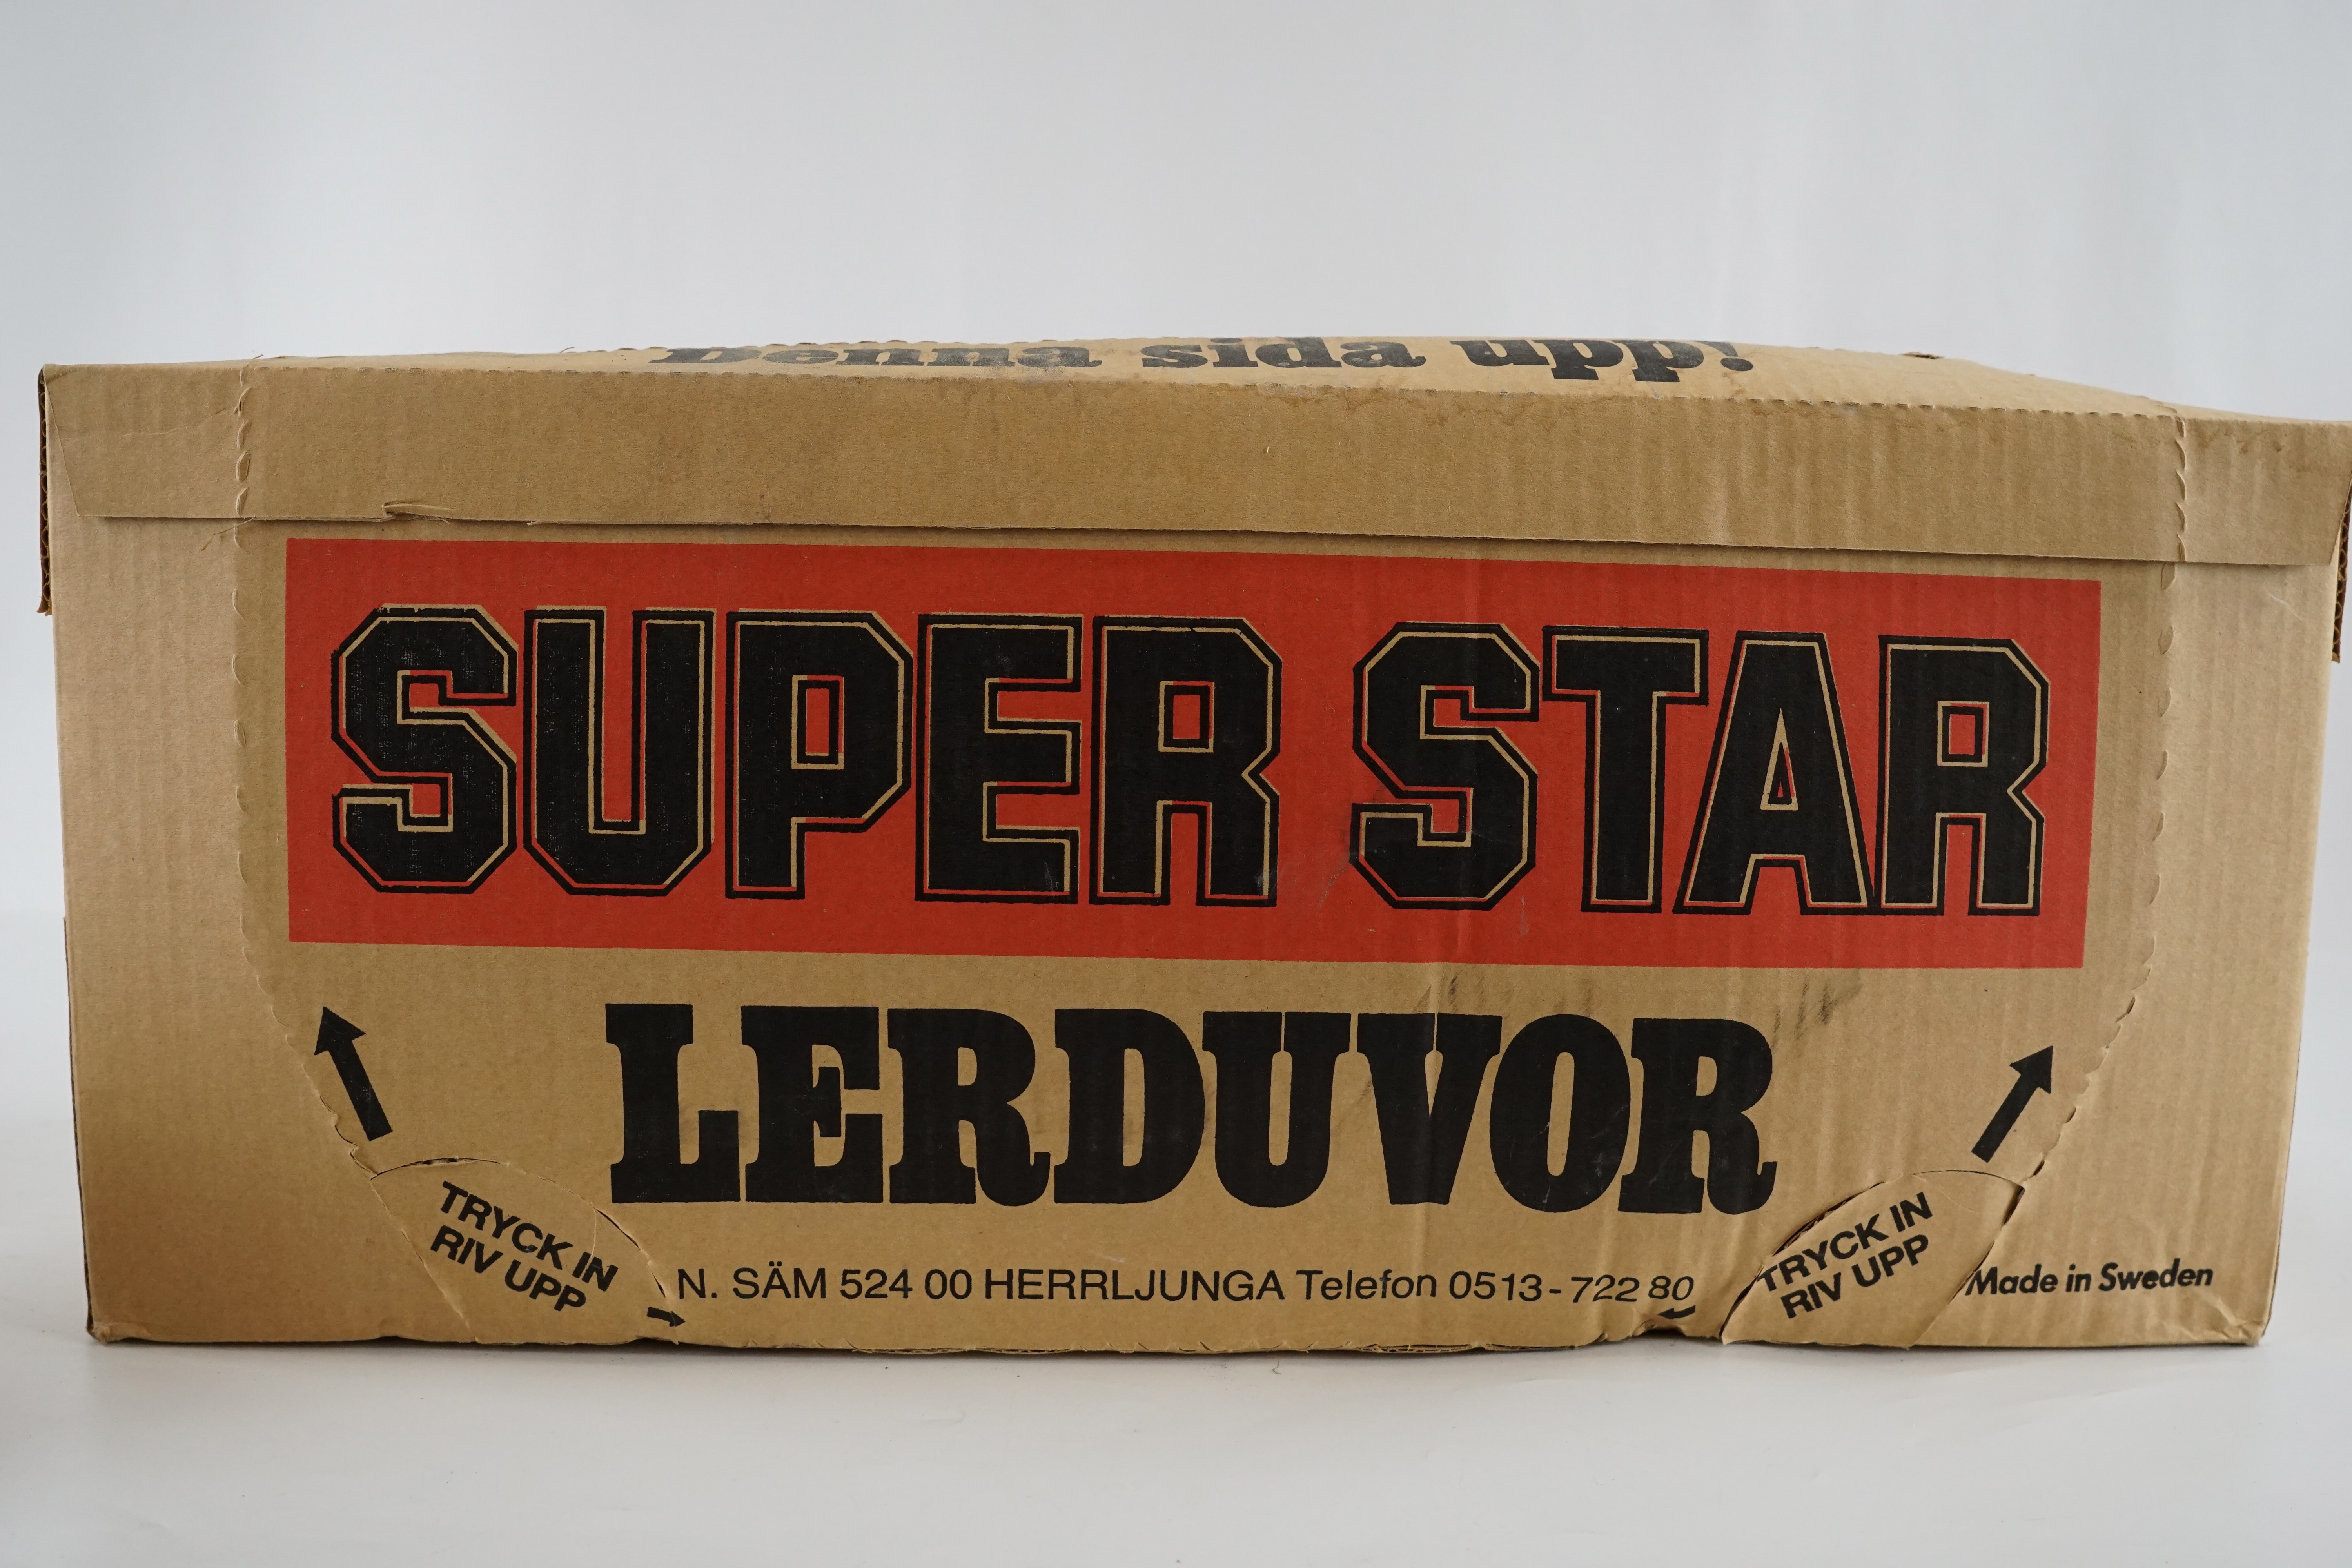 Denna sida upp!
SUPER STAR
LERDUVOR
TRYCK IN
RIV UPP
N. SÄM 524 00 HERRLJUNGA Telefon 0513-722 80
TRYCK IN
RIV UPP
Made in Sweden